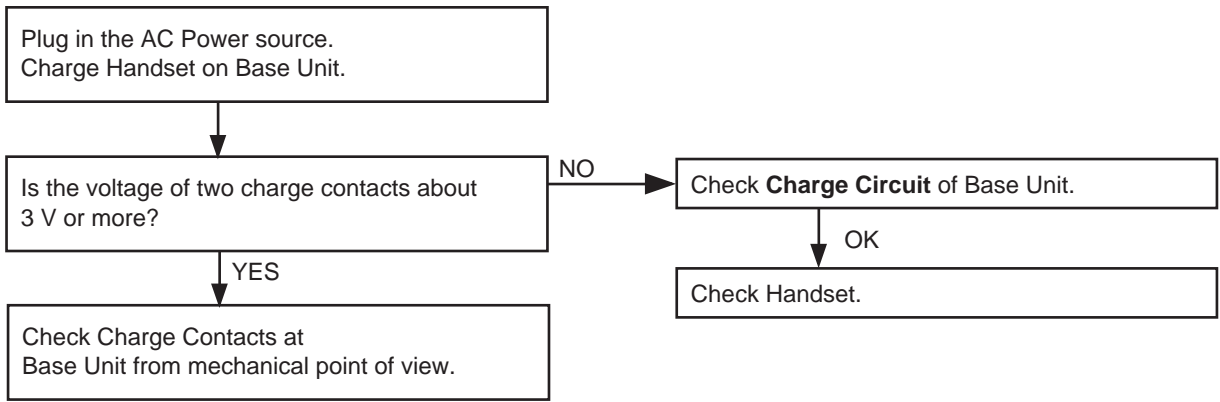 Plug in the AC Power source.
Charge Handset on Base Unit.
Is the voltage of two charge contacts about
3 V or more?
NO
Check Charge Circuit of Base Unit.
OK
Check Handset.
YES
Check Charge Contacts at
Base Unit from mechanical point of view.